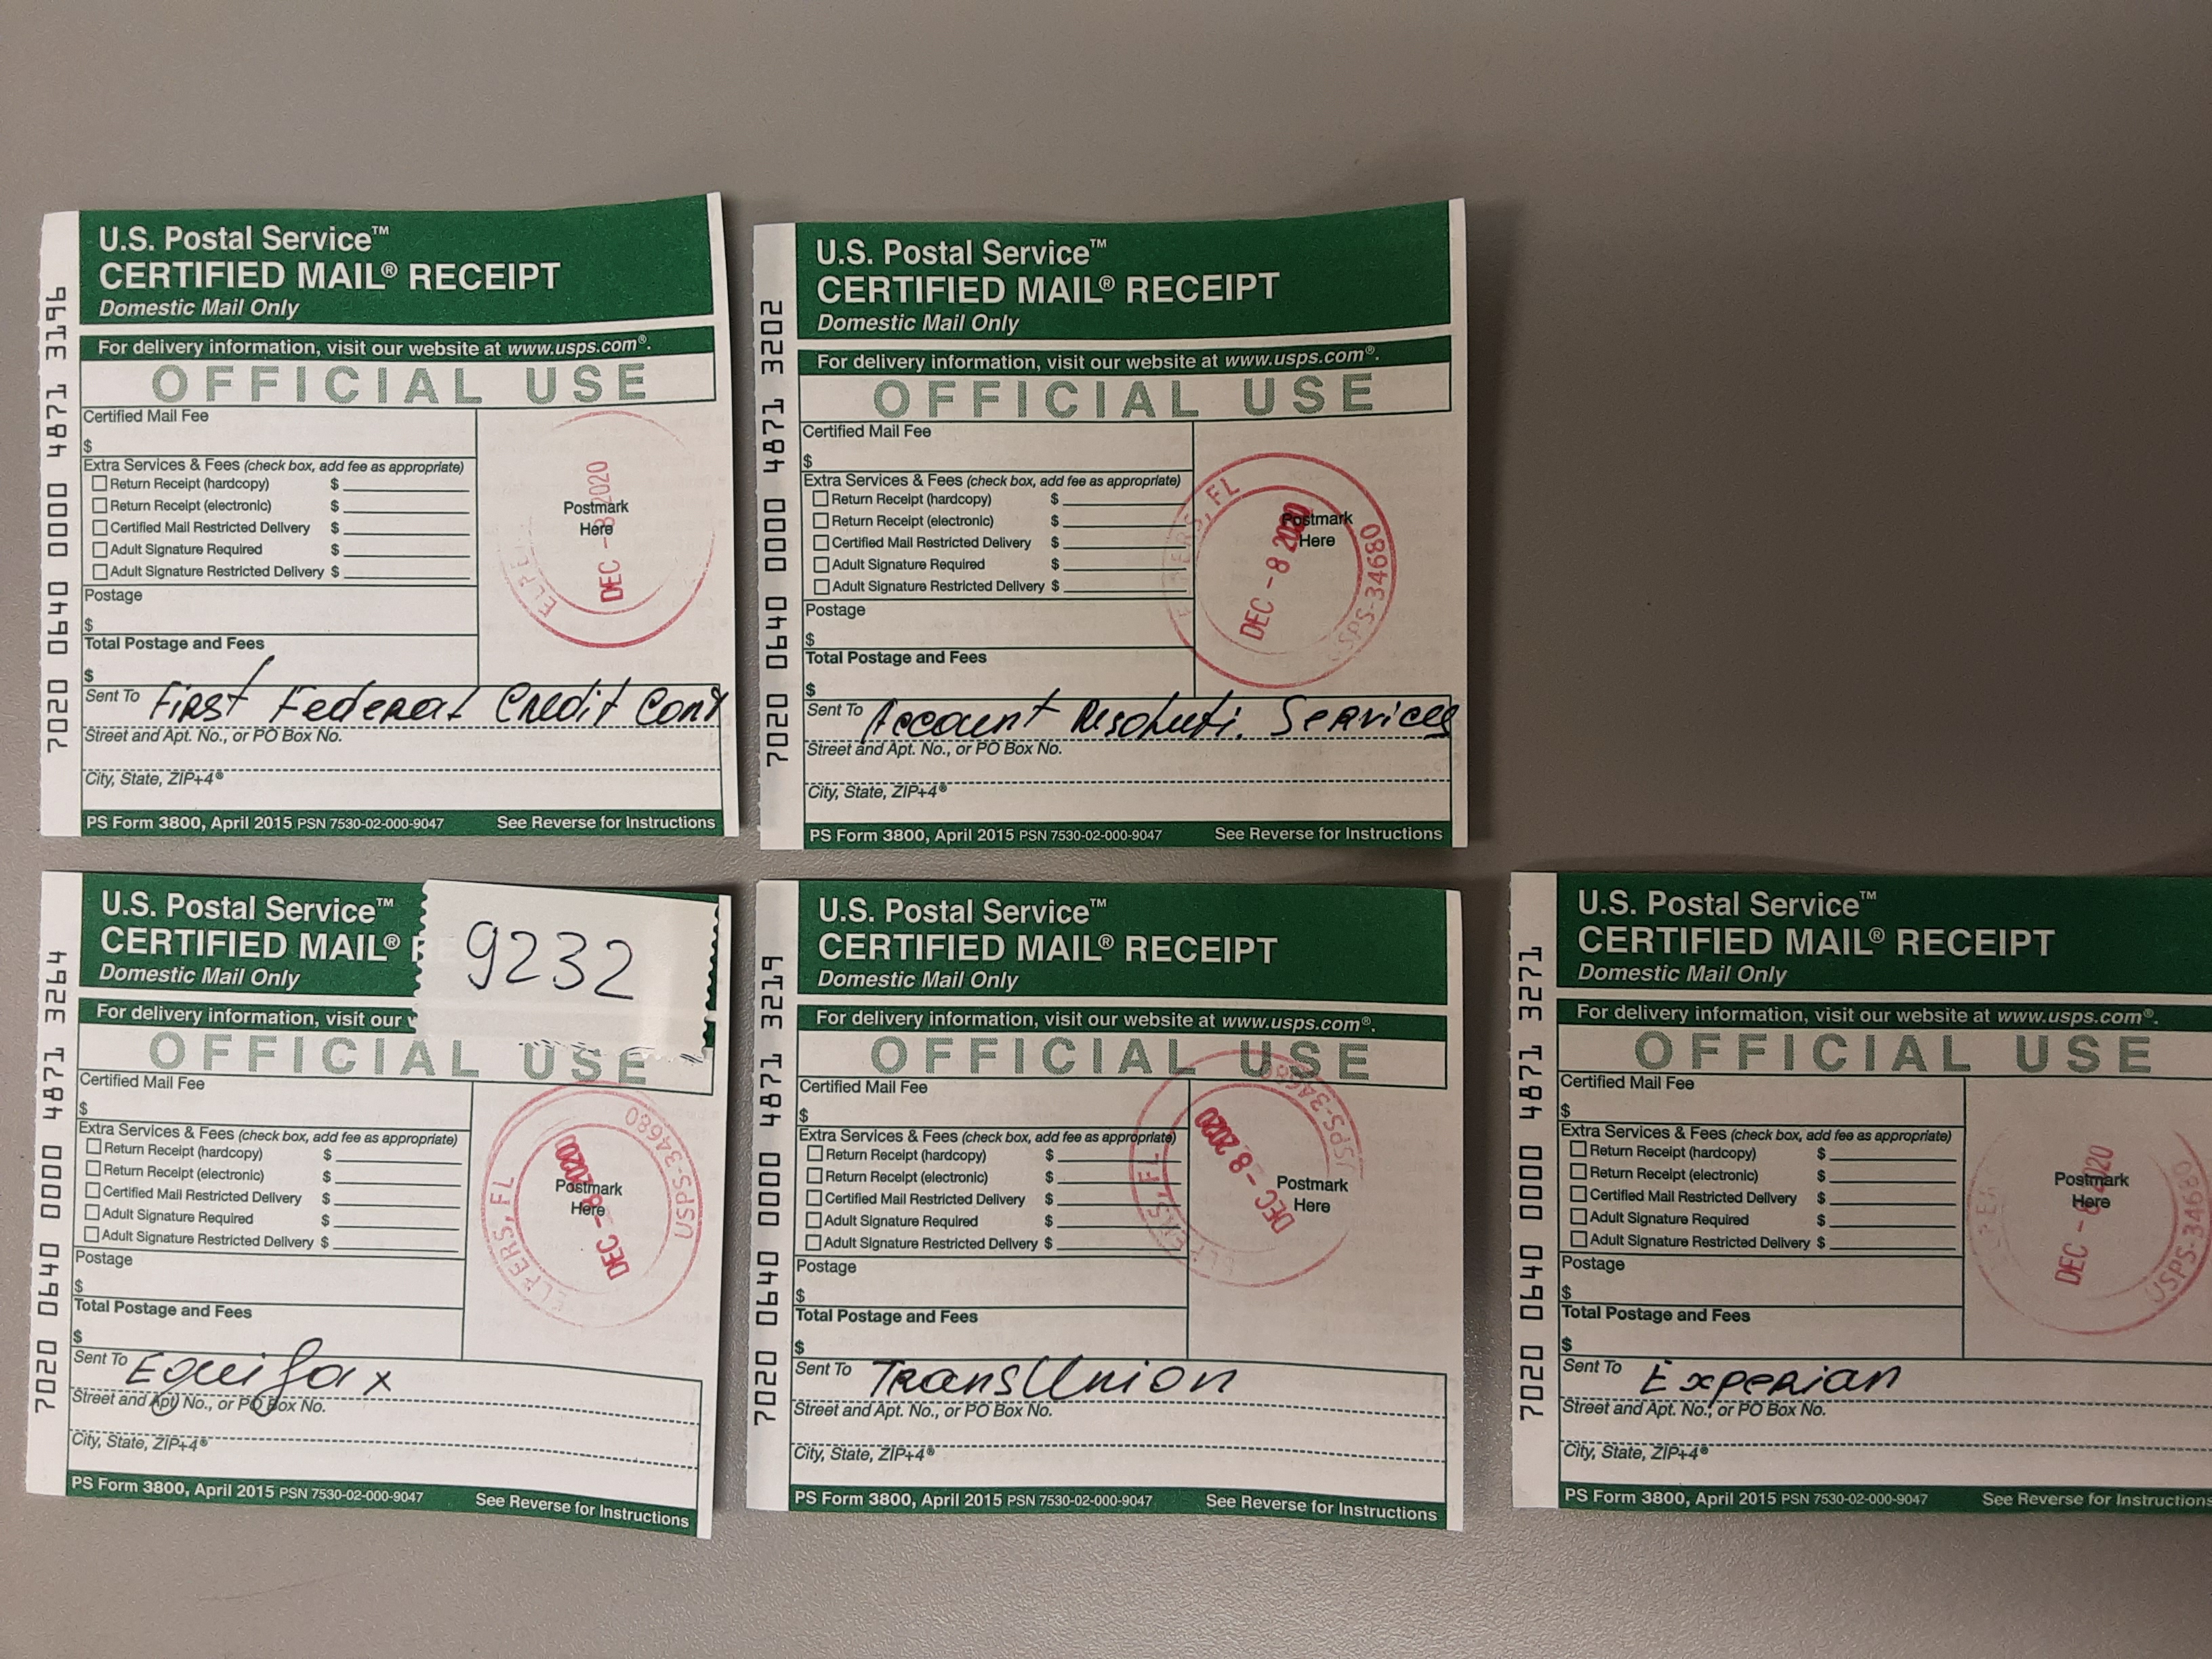 7020 0640 0000 4871 3264
U.S. Postal Service™
CERTIFIED MAIL®
Domestic Mail Only
For delivery information, visit our
9232
OFFICIAL USE
Certified Mail Fee
$
Extra Services & Fees (check box, add fee as appropriate)
Return Receipt (hardcopy) $
Return Receipt (electronic) $
Certified Mail Restricted Delivery $
Adult Signature Required $
Adult Signature Restricted Delivery $
Postage
$
Total Postage and Fees
$
ELFERS, FL
DEC - 8 2020
Postmark
Here
USPS-34680
Sent To Equifax
Street and Apt. No., or PO Box No.
City, State, ZIP+4®
PS Form 3800, April 2015 PSN 7530-02-000-9047 See Reverse for Instructions
7020 0640 0000 4871 3196
U.S. Postal Service™
CERTIFIED MAIL® RECEIPT
Domestic Mail Only
For delivery information, visit our website at www.usps.com®.
OFFICIAL USE
Certified Mail Fee
$
Extra Services & Fees (check box, add fee as appropriate)
Return Receipt (hardcopy) $
Return Receipt (electronic) $
Certified Mail Restricted Delivery $
Adult Signature Required $
Adult Signature Restricted Delivery $
Postage
$
Total Postage and Fees
$
DEC - 8 2020
Postmark
Here
Sent To First Federal Credit Cont
Street and Apt. No., or PO Box No.
City, State, ZIP+4®
PS Form 3800, April 2015 PSN 7530-02-000-9047 See Reverse for Instructions
7020 0640 0000 4871 3219
U.S. Postal Service™
CERTIFIED MAIL® RECEIPT
Domestic Mail Only
For delivery information, visit our website at www.usps.com®.
OFFICIAL USE
Certified Mail Fee
$
Extra Services & Fees (check box, add fee as appropriate)
Return Receipt (hardcopy) $
Return Receipt (electronic) $
Certified Mail Restricted Delivery $
Adult Signature Required $
Adult Signature Restricted Delivery $
Postage
$
Total Postage and Fees
$
ELFERS, FL
DEC - 8 2020
Postmark
Here
Sent To TransUnion
Street and Apt. No., or PO Box No.
City, State, ZIP+4®
PS Form 3800, April 2015 PSN 7530-02-000-9047 See Reverse for Instructions
7020 0640 0000 4871 3202
U.S. Postal Service™
CERTIFIED MAIL® RECEIPT
Domestic Mail Only
For delivery information, visit our website at www.usps.com®.
OFFICIAL USE
Certified Mail Fee
$
Extra Services & Fees (check box, add fee as appropriate)
Return Receipt (hardcopy) $
Return Receipt (electronic) $
Certified Mail Restricted Delivery $
Adult Signature Required $
Adult Signature Restricted Delivery $
Postage
$
Total Postage and Fees
$
ELFERS, FL
DEC - 8 2020
Postmark
Here
USPS-34680
Sent To Account Services
Street and Apt. No., or PO Box No.
City, State, ZIP+4®
PS Form 3800, April 2015 PSN 7530-02-000-9047 See Reverse for Instructions
7020 0640 0000 4871 3271
U.S. Postal Service™
CERTIFIED MAIL® RECEIPT
Domestic Mail Only
For delivery information, visit our website at www.usps.com®.
OFFICIAL USE
Certified Mail Fee
$
Extra Services & Fees (check box, add fee as appropriate)
Return Receipt (hardcopy) $
Return Receipt (electronic) $
Certified Mail Restricted Delivery $
Adult Signature Required $
Adult Signature Restricted Delivery $
Postage
$
Total Postage and Fees
$
DEC - 8 2020
Postmark
Here
USPS-34680
Sent To Experian
Street and Apt. No., or PO Box No.
City, State, ZIP+4®
PS Form 3800, April 2015 PSN 7530-02-000-9047 See Reverse for Instructions